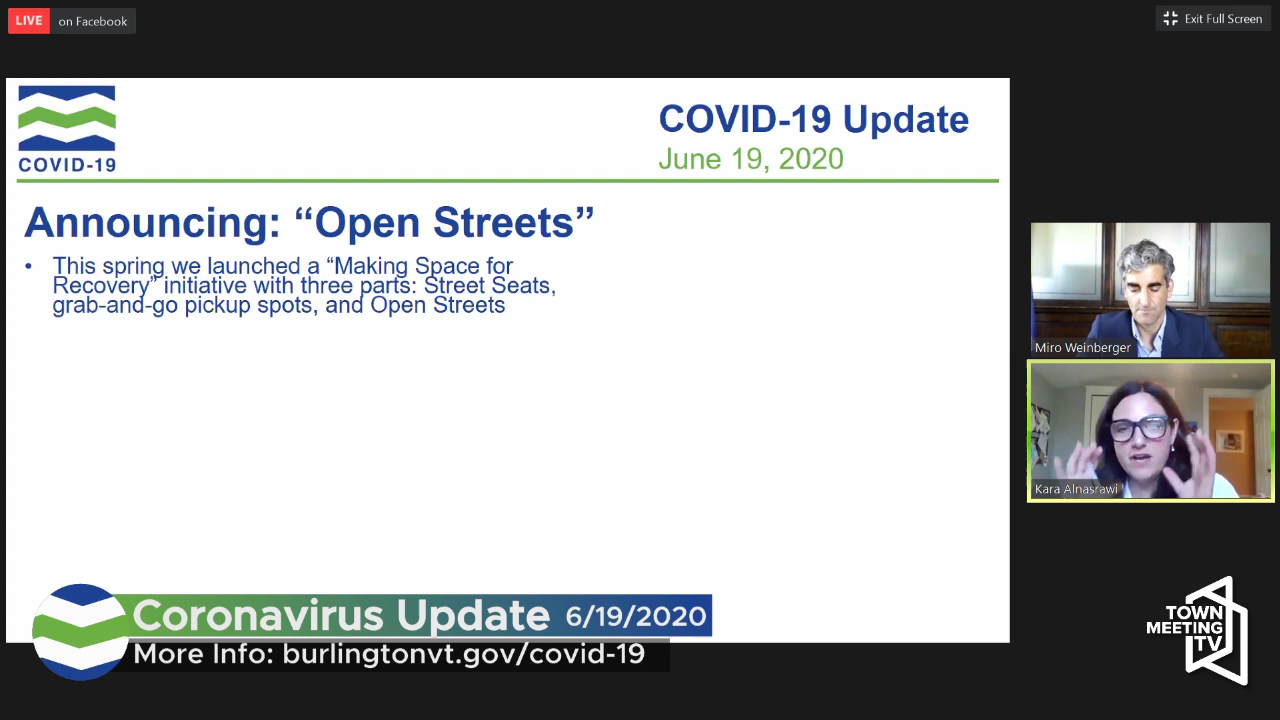 LIVE on Facebook
Exit Full Screen
COVID-19
COVID-19 Update
June 19, 2020
Announcing: “Open Streets”
• This spring we launched a “Making Space for
Recovery” initiative with three parts: Street Seats,
grab-and-go pickup spots, and Open Streets
Miro Weinberger
Kara Alnasrawi
Coronavirus Update 6/19/2020
More Info: burlingtonvt.gov/covid-19
TOWN
MEETING
TV